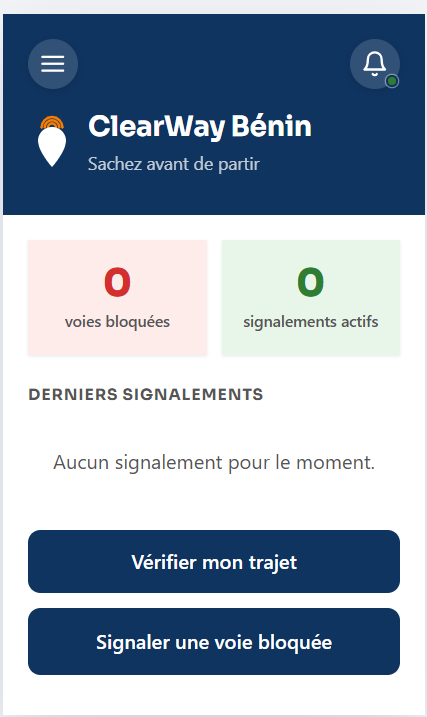 ClearWay Bénin
Sachez avant de partir
0
voies bloquées
0
signalements actifs
DERNIERS SIGNALEMENTS
Aucun signalement pour le moment.
Vérifier mon trajet
Signaler une voie bloquée